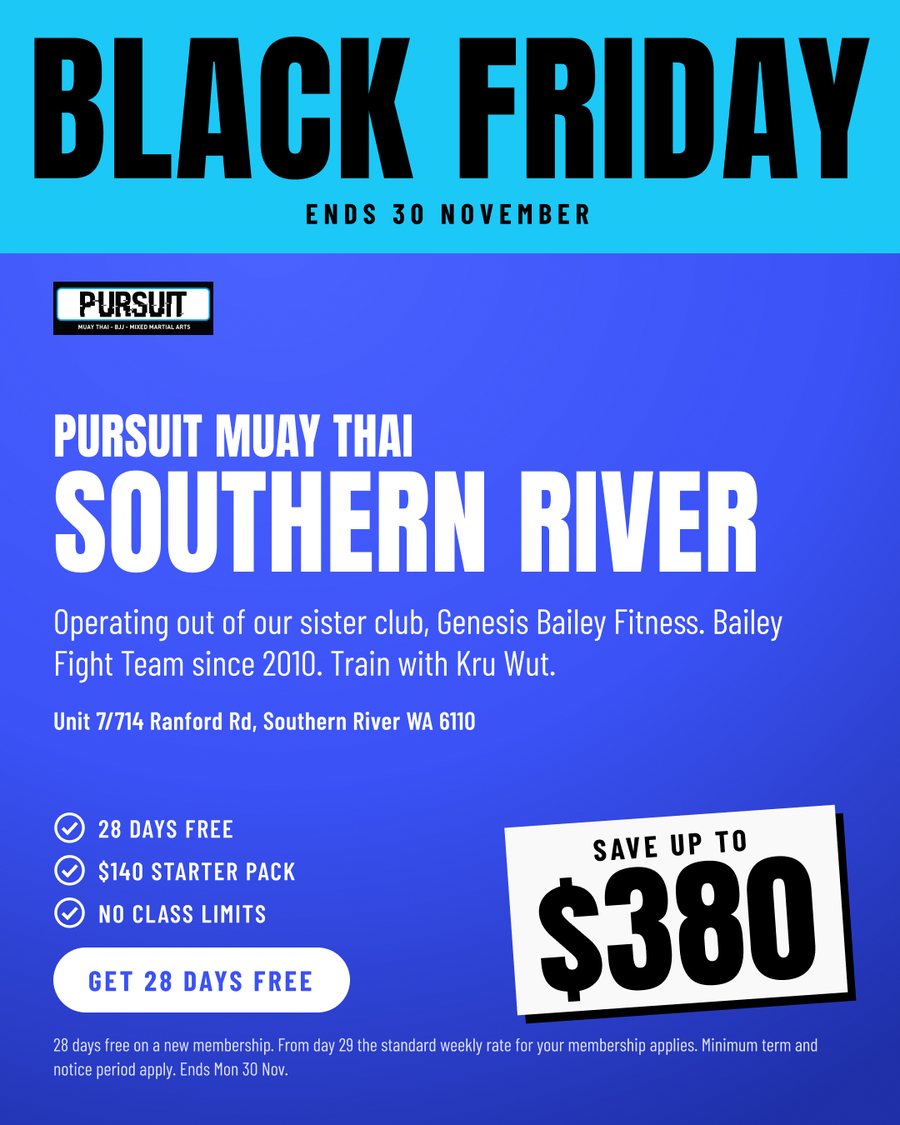 BLACK FRIDAY
ENDS 30 NOVEMBER
PURSUIT
MUAY THAI - BJJ - MIXED MARTIAL ARTS
PURSUIT MUAY THAI
SOUTHERN RIVER
Operating out of our sister club, Genesis Bailey Fitness. Bailey
Fight Team since 2010. Train with Kru Wut.
Unit 7/714 Ranford Rd, Southern River WA 6110
28 DAYS FREE
$140 STARTER PACK
NO CLASS LIMITS
GET 28 DAYS FREE
SAVE UP TO
$380
28 days free on a new membership. From day 29 the standard weekly rate for your membership applies. Minimum term and
notice period apply. Ends Mon 30 Nov.